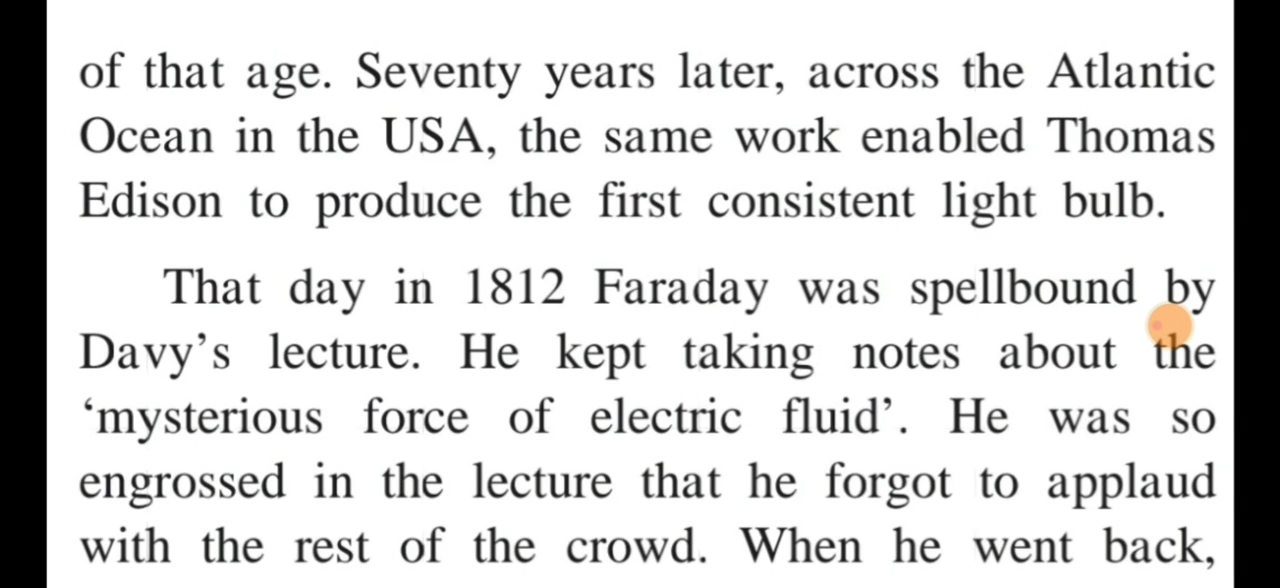 of that age. Seventy years later, across the Atlantic
Ocean in the USA, the same work enabled Thomas
Edison to produce the first consistent light bulb.
That day in 1812 Faraday was spellbound by
Davy’s lecture. He kept taking notes about the
‘mysterious force of electric fluid’. He was so
engrossed in the lecture that he forgot to applaud
with the rest of the crowd. When he went back,